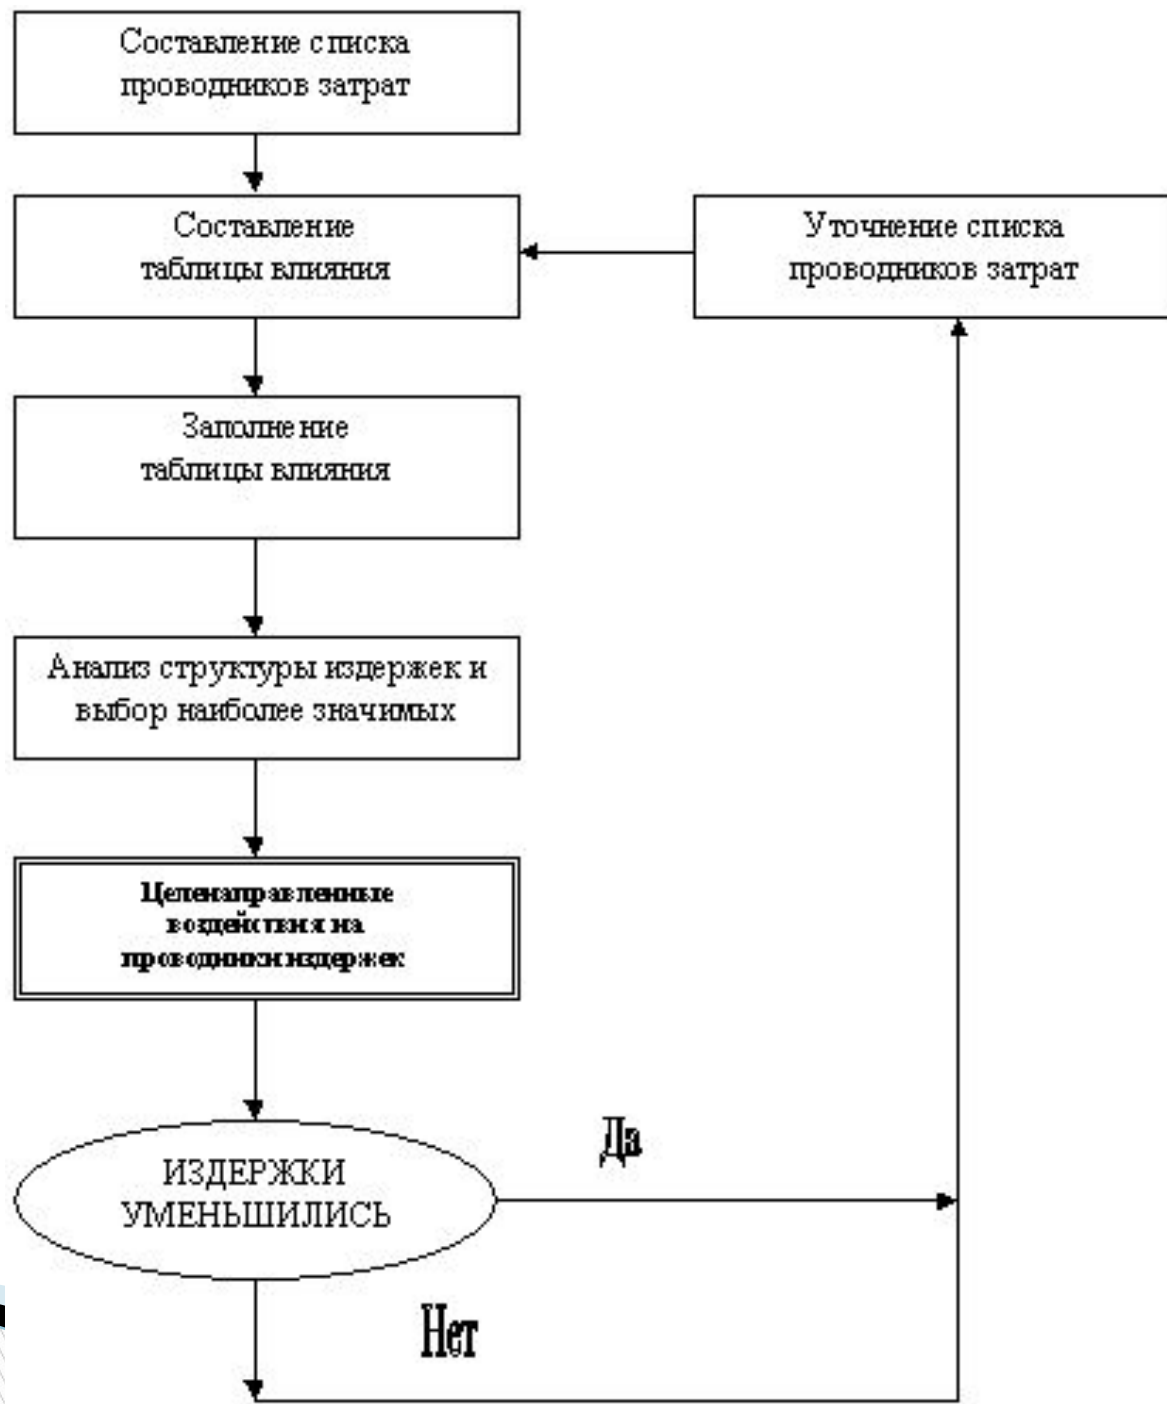 Составление списка
проводников затрат
Составление
таблицы влияния
Уточнение списка
проводников затрат
Заполнение
таблицы влияния
Анализ структуры издержек и
выбор наиболее значимых
Целенаправленные
воздействия на
проводники издержек
Да
ИЗДЕРЖКИ
УМЕНЬШИЛИСЬ
Нет